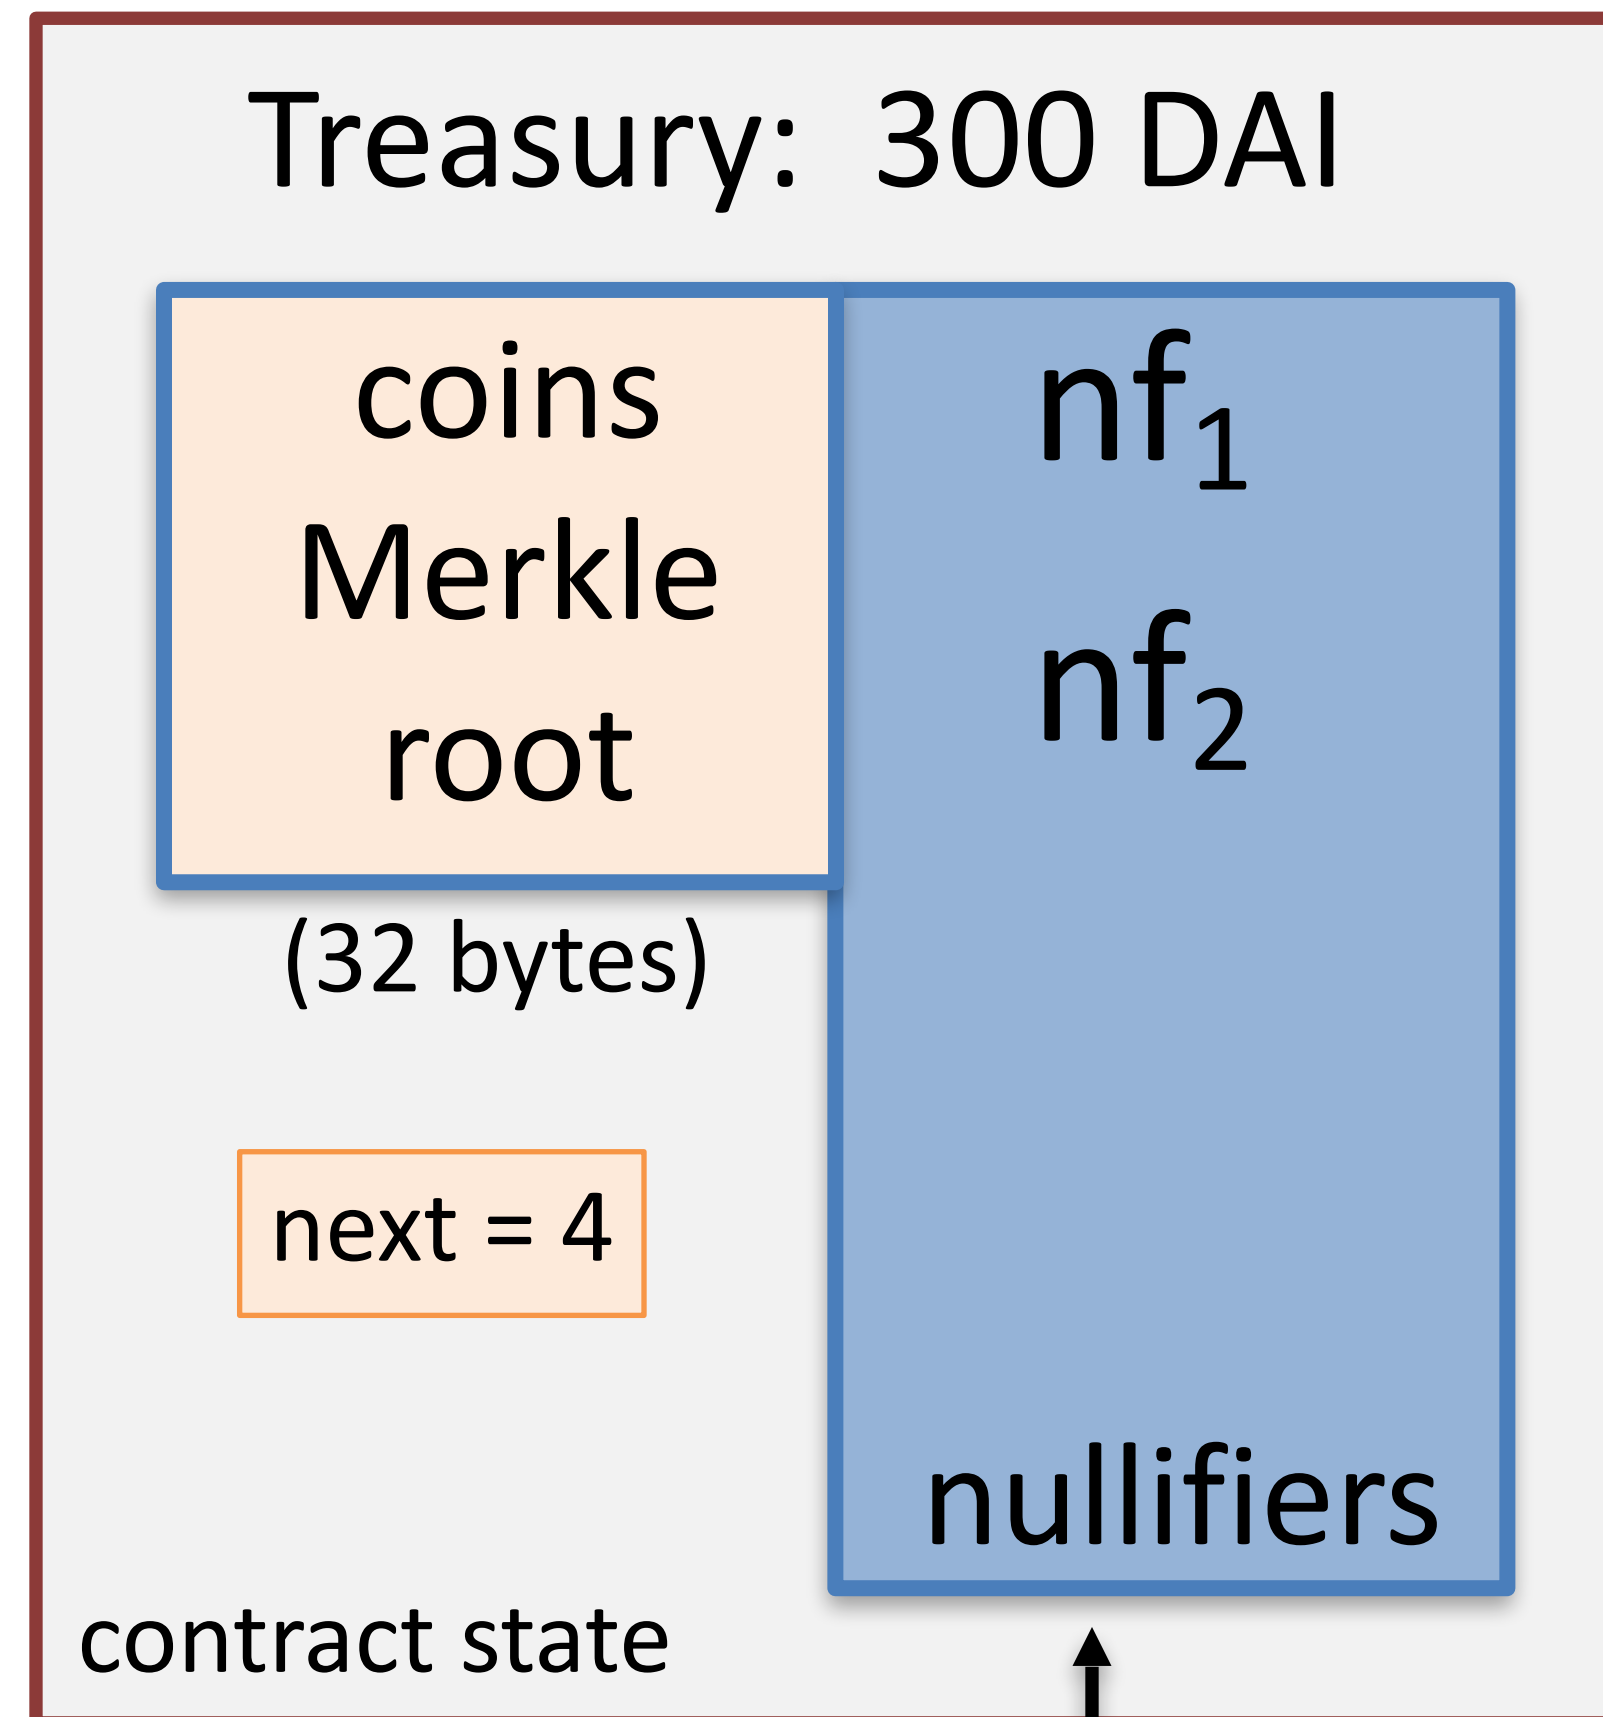 Treasury: 300 DAI
coins
Merkle
root
(32 bytes)
next = 4
nf₁
nf₂
nullifiers
contract state